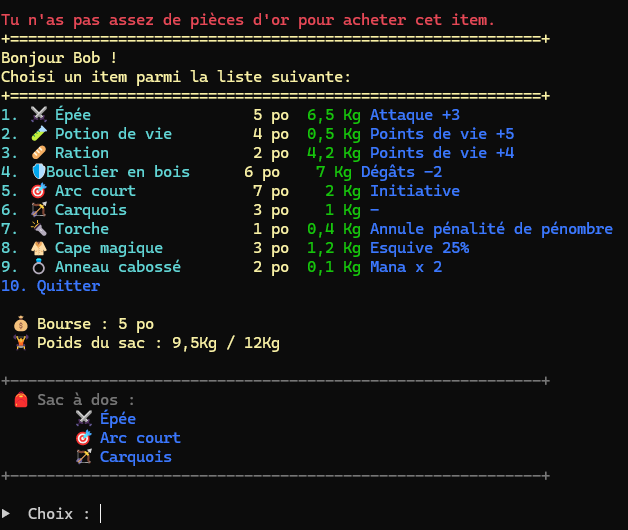 Tu n'as pas assez de pièces d'or pour acheter cet item.
+===========================================================+
Bonjour Bob !
Choisi un item parmi la liste suivante:
+===========================================================+
1. ⚔️ Épée 5 po 6,5 Kg Attaque +3
2. 🧪 Potion de vie 4 po 0,5 Kg Points de vie +5
3. 🥖 Ration 2 po 4,2 Kg Points de vie +4
4. 🛡️Bouclier en bois 6 po 7 Kg Dégâts -2
5. 🎯 Arc court 7 po 2 Kg Initiative
6. 🏹 Carquois 3 po 1 Kg -
7. 🔦 Torche 1 po 0,4 Kg Annule pénalité de pénombre
8. 👘 Cape magique 3 po 1,2 Kg Esquive 25%
9. 💍 Anneau cabossé 2 po 0,1 Kg Mana x 2
10. Quitter
💰 Bourse : 5 po
🏋️ Poids du sac : 9,5Kg / 12Kg
+-----------------------------------------------------------+
🎒 Sac à dos :
⚔️ Épée
🎯 Arc court
🏹 Carquois
+-----------------------------------------------------------+
► Choix :